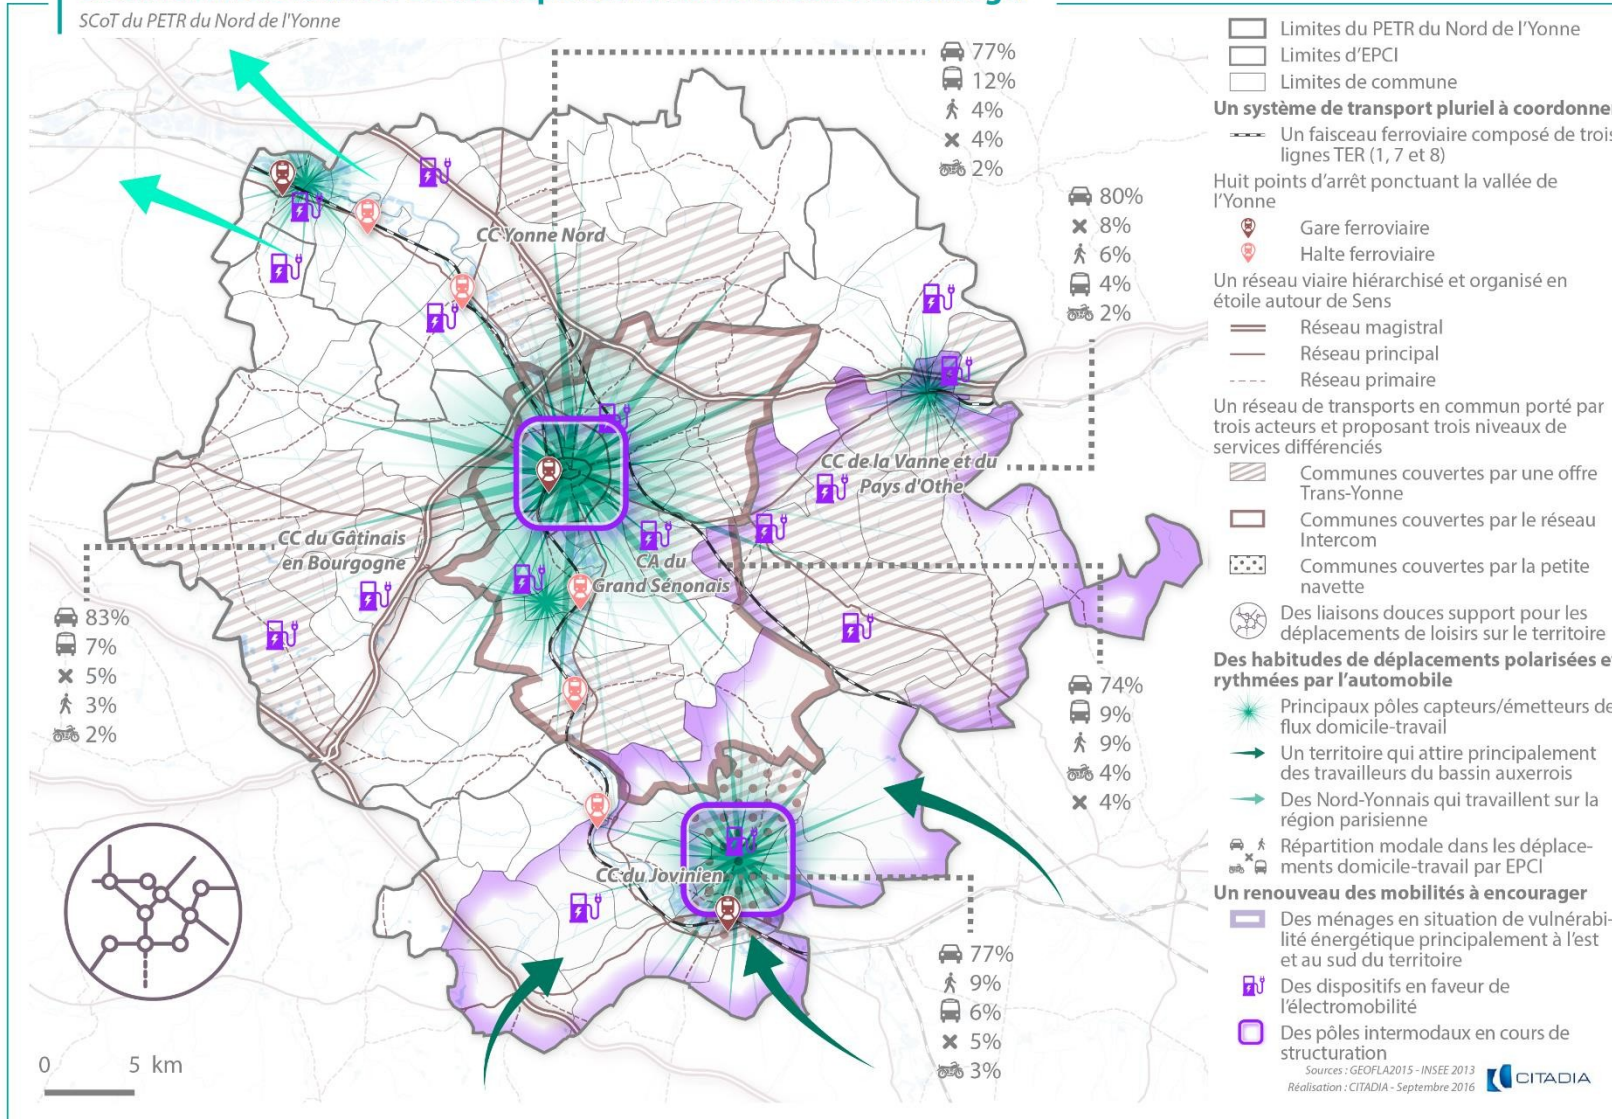 SCoT du PETR du Nord de l'Yonne
77%
12%
4%
4%
2%
80%
8%
6%
4%
2%
CC Yonne Nord
CC de la Vanne et du
Pays d'Othe
CC du Gâtinais
en Bourgogne
CA du
Grand Sénonais
83%
7%
5%
3%
2%
74%
9%
9%
4%
4%
CC du Jovinien
77%
9%
6%
5%
3%
0 5 km
Limites du PETR du Nord de l'Yonne
Limites d'EPCI
Limites de commune
Un système de transport pluriel à coordonner
Un faisceau ferroviaire composé de trois
lignes TER (1, 7 et 8)
Huit points d'arrêt ponctuant la vallée de
l'Yonne
Gare ferroviaire
Halte ferroviaire
Un réseau viaire hiérarchisé et organisé en
étoile autour de Sens
Réseau magistral
Réseau principal
Réseau primaire
Un réseau de transports en commun porté par
trois acteurs et proposant trois niveaux de
services différenciés
Communes couvertes par une offre
Trans-Yonne
Communes couvertes par le réseau
Intercom
Communes couvertes par la petite
navette
Des liaisons douces support pour les
déplacements de loisirs sur le territoire
Des habitudes de déplacements polarisées et
rythmées par l'automobile
Principaux pôles capteurs/émetteurs de
flux domicile-travail
Un territoire qui attire principalement
des travailleurs du bassin auxerrois
Des Nord-Yonnais qui travaillent sur la
région parisienne
Répartition modale dans les déplace-
ments domicile-travail par EPCI
Un renouveau des mobilités à encourager
Des ménages en situation de vulnérabi-
lité énergétique principalement à l'est
et au sud du territoire
Des dispositifs en faveur de
l'électromobilité
Des pôles intermodaux en cours de
structuration
Sources : GEOFLA2015 - INSEE 2013
Réalisation : CITADIA - Septembre 2016
CITADIA